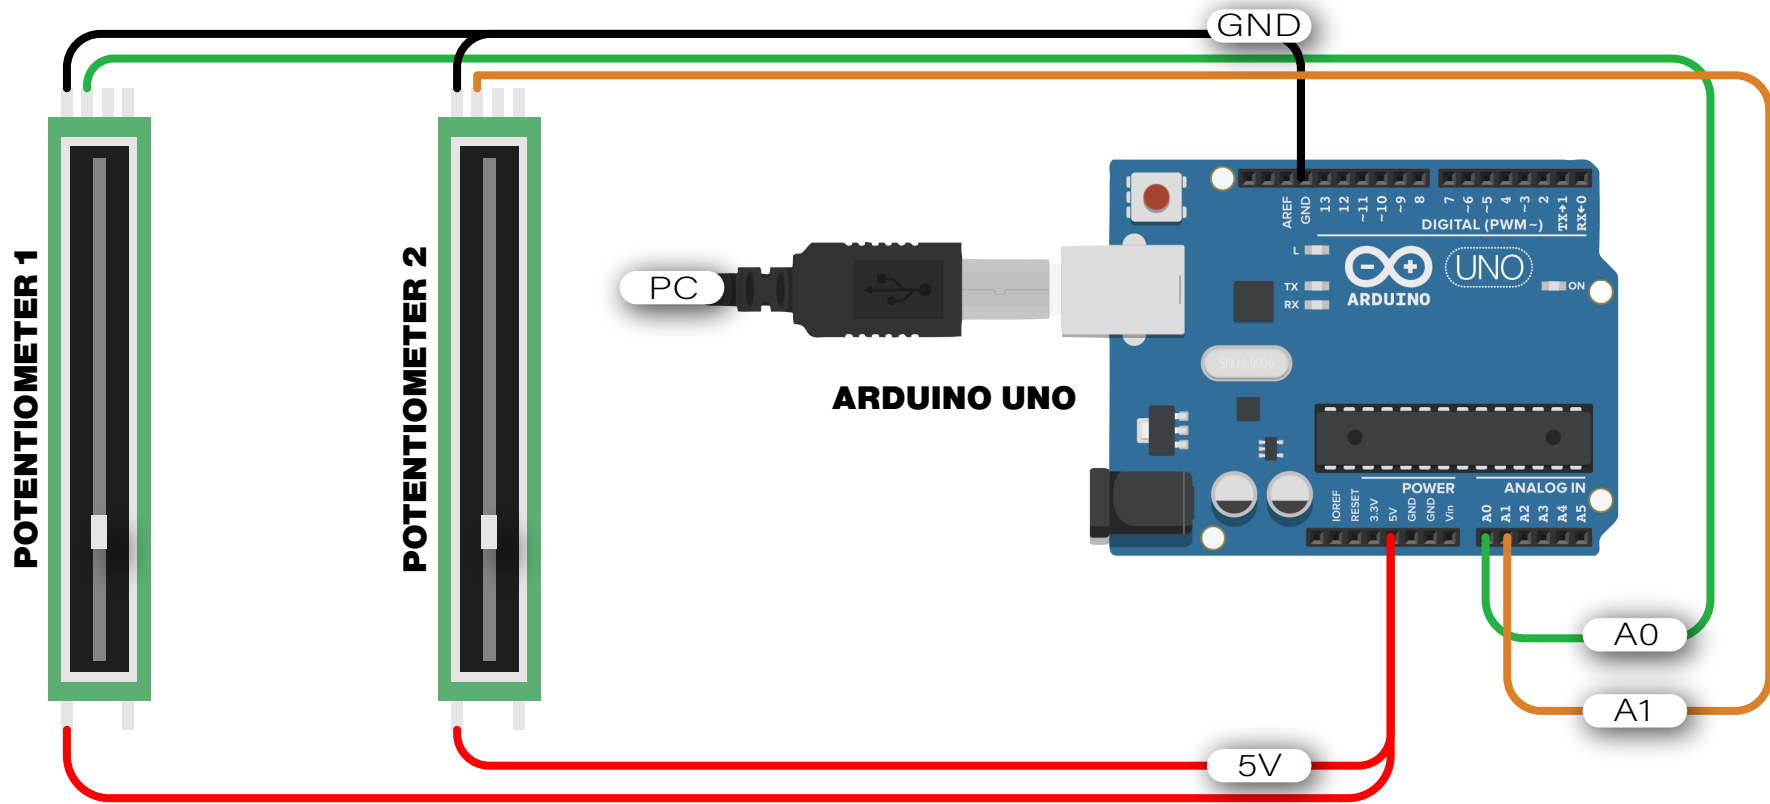 GND
POTENTIOMETER 1
POTENTIOMETER 2
PC
ARDUINO UNO
AREF
GND
13
12
~11
~10
~9
8
7
~6
~5
4
~3
2
TX→1
RX←0
DIGITAL (PWM~)
L
TX
RX
ARDUINO
UNO
ON
SPK16.000G
POWER
ANALOG IN
IOREF
RESET
3.3V
5V
GND
GND
Vin
A0
A1
A2
A3
A4
A5
A0
A1
5V